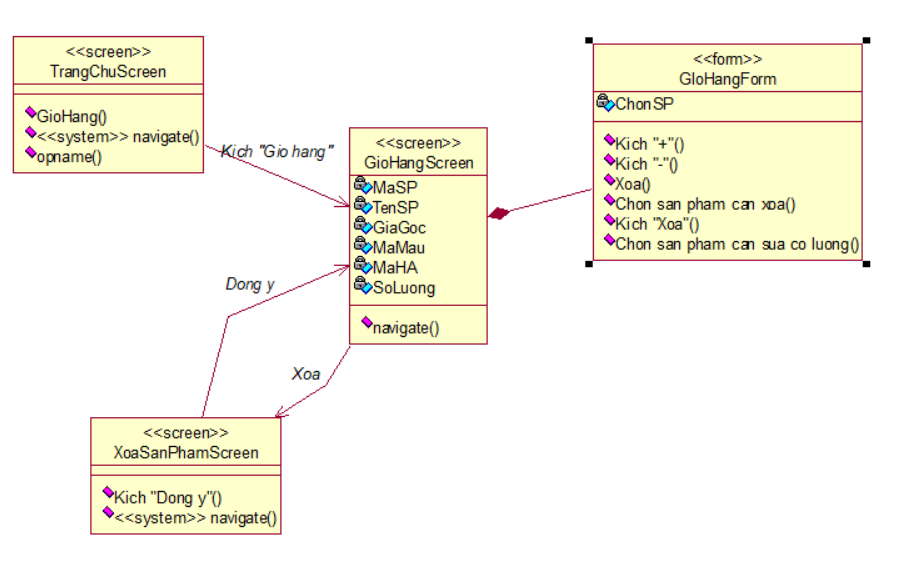 <<screen>>
TrangChuScreen
GioHang()
<<system>> navigate()
opname()
Kich "Gio hang"
<<screen>>
GioHangScreen
MaSP
TenSP
GiaGoc
MaMau
MaHA
SoLuong
navigate()
<<form>>
GIoHangForm
ChonSP
Kich "+"()
Kich "-"()
Xoa()
Chon san pham can xoa()
Kich "Xoa"()
Chon san pham can sua co luong()
Dong y
Xoa
<<screen>>
XoaSanPhamScreen
Kich "Dong y"()
<<system>> navigate()